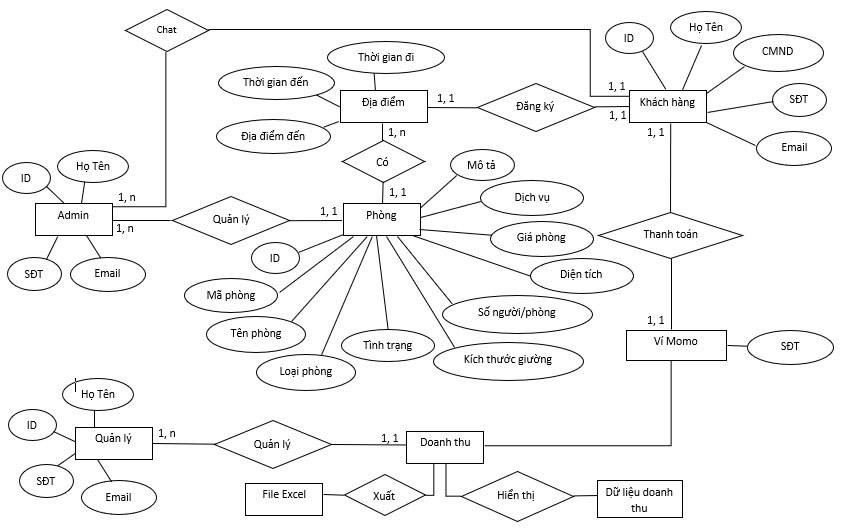 Chat
ID
Họ Tên
CMND
SĐT
Email
Khách hàng
1, 1
1, 1
1, 1
Thời gian đi
Thời gian đến
Địa điểm đến
Địa điểm
1, 1
Đăng ký
1, n
Có
1, 1
Mô tả
Dịch vụ
Giá phòng
Diện tích
Số người/phòng
Kích thước giường
Tình trạng
Loại phòng
Tên phòng
Mã phòng
ID
Phòng
ID
Họ Tên
Admin
SĐT
Email
1, n
1, n
Quản lý
1, 1
Thanh toán
1, 1
Ví Momo
SĐT
Họ Tên
ID
Quản lý
SĐT
Email
1, n
Quản lý
1, 1
Doanh thu
File Excel
Xuất
Hiển thị
Dữ liệu doanh
thu